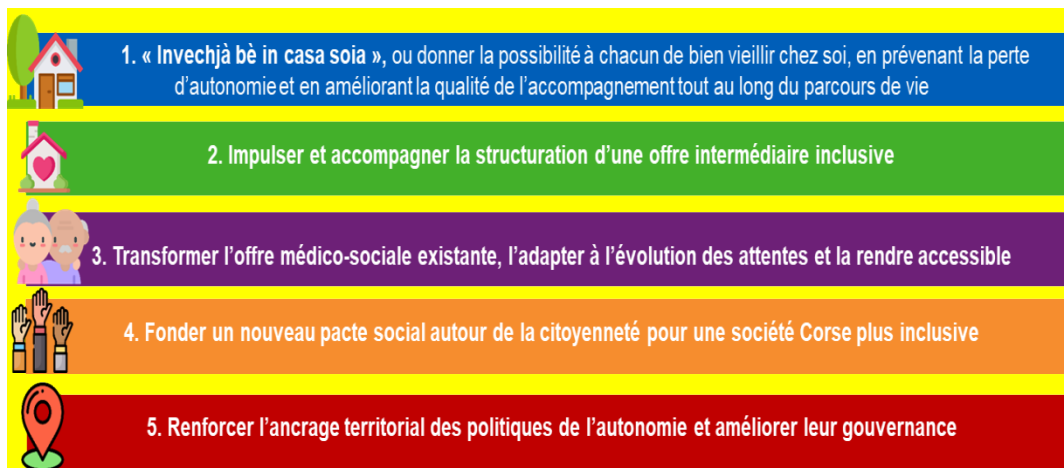 1. « Invechjà bè in casa soia », ou donner la possibilité à chacun de bien vieillir chez soi, en prévenant la perte
d’autonomie et en améliorant la qualité de l’accompagnement tout au long du parcours de vie
2. Impulser et accompagner la structuration d’une offre intermédiaire inclusive
3. Transformer l’offre médico-sociale existante, l’adapter à l’évolution des attentes et la rendre accessible
4. Fonder un nouveau pacte social autour de la citoyenneté pour une société Corse plus inclusive
5. Renforcer l’ancrage territorial des politiques de l’autonomie et améliorer leur gouvernance